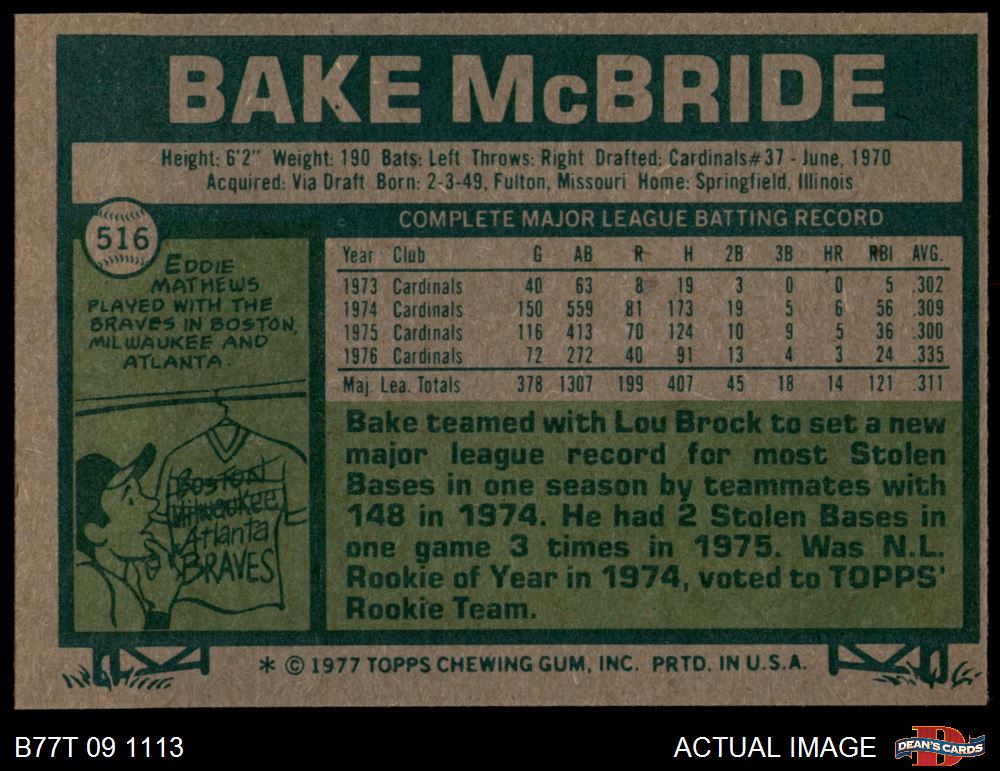 BAKE McBRIDE
Height: 6'2" Weight: 190 Bats: Left Throws: Right Drafted: Cardinals#37 - June, 1970
Acquired: Via Draft Born: 2-3-49, Fulton, Missouri Home: Springfield, Illinois
516
EDDIE
MATHEWS
PLAYED WITH THE
BRAVES IN BOSTON,
MILWAUKEE AND
ATLANTA.
BOSTON
MILWAUKEE
Atlanta
BRAVES
COMPLETE MAJOR LEAGUE BATTING RECORD
Year Club G AB R H 2B 3B HR RBI AVG.
1973 Cardinals 40 63 8 19 3 0 0 5 .302
1974 Cardinals 150 559 81 173 19 5 6 56 .309
1975 Cardinals 116 413 70 124 10 9 5 36 .300
1976 Cardinals 72 272 40 91 13 4 3 24 .335
Maj. Lea. Totals 378 1307 199 407 45 18 14 121 .311
Bake teamed with Lou Brock to set a new
major league record for most Stolen
Bases in one season by teammates with
148 in 1974. He had 2 Stolen Bases in
one game 3 times in 1975. Was N.L.
Rookie of Year in 1974, voted to TOPPS'
Rookie Team.
* © 1977 TOPPS CHEWING GUM, INC. PRTD. IN U.S.A.
B77T 09 1113
ACTUAL IMAGE
DEAN'S CARDS